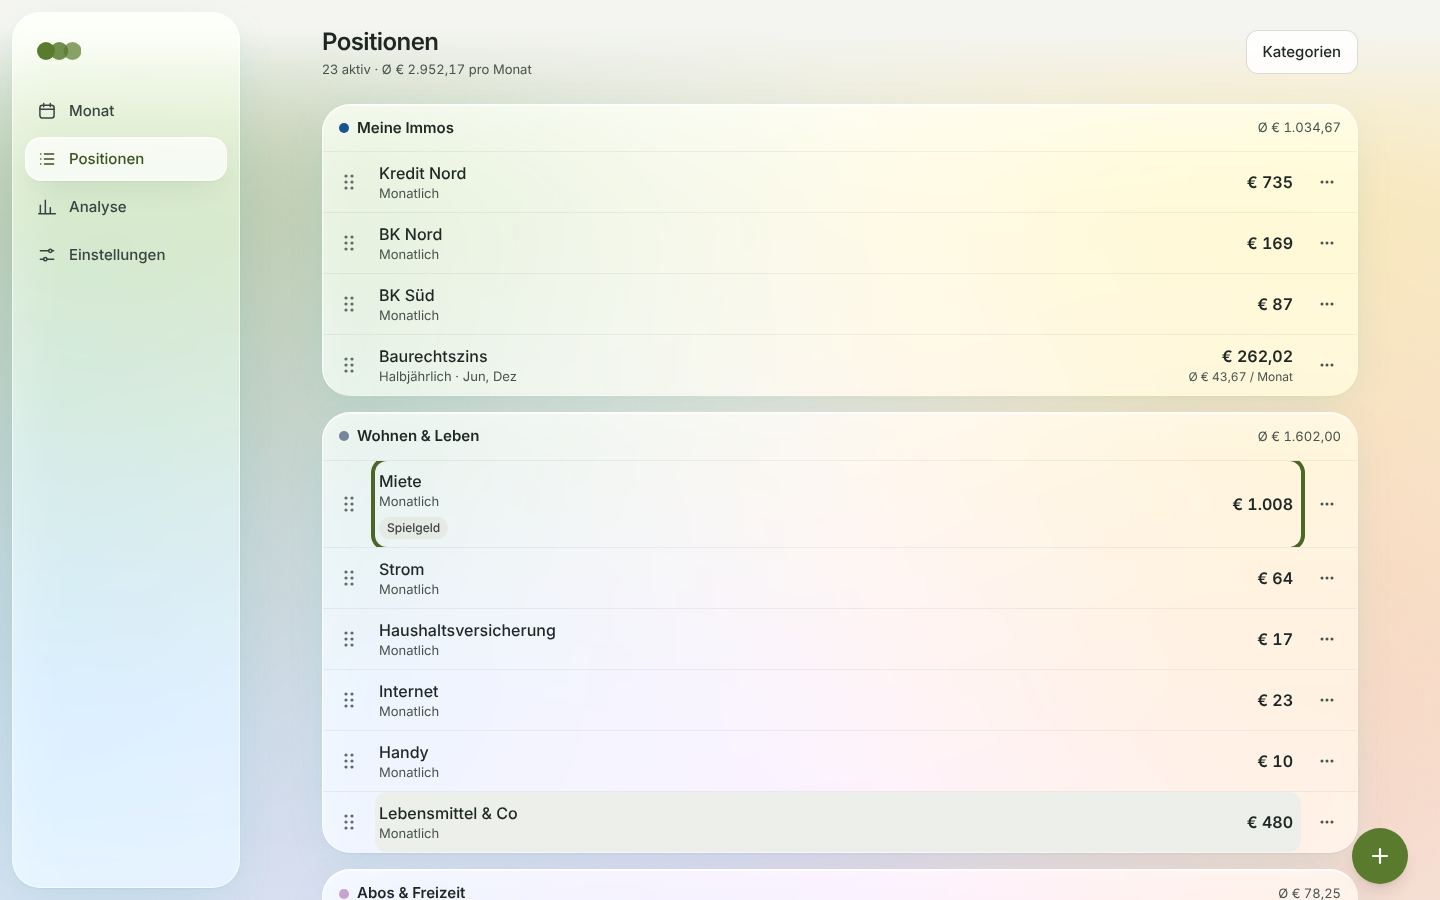 Monat
Positionen
Analyse
Einstellungen
Positionen
23 aktiv · Ø € 2.952,17 pro Monat
Kategorien
Meine Immos
Ø € 1.034,67
Kredit Nord
Monatlich
€ 735
BK Nord
Monatlich
€ 169
BK Süd
Monatlich
€ 87
Baurechtszins
Halbjährlich · Jun, Dez
€ 262,02
Ø € 43,67 / Monat
Wohnen & Leben
Ø € 1.602,00
Miete
Monatlich
Spielgeld
€ 1.008
Strom
Monatlich
€ 64
Haushaltsversicherung
Monatlich
€ 17
Internet
Monatlich
€ 23
Handy
Monatlich
€ 10
Lebensmittel & Co
Monatlich
€ 480
Abos & Freizeit
Ø € 78,25